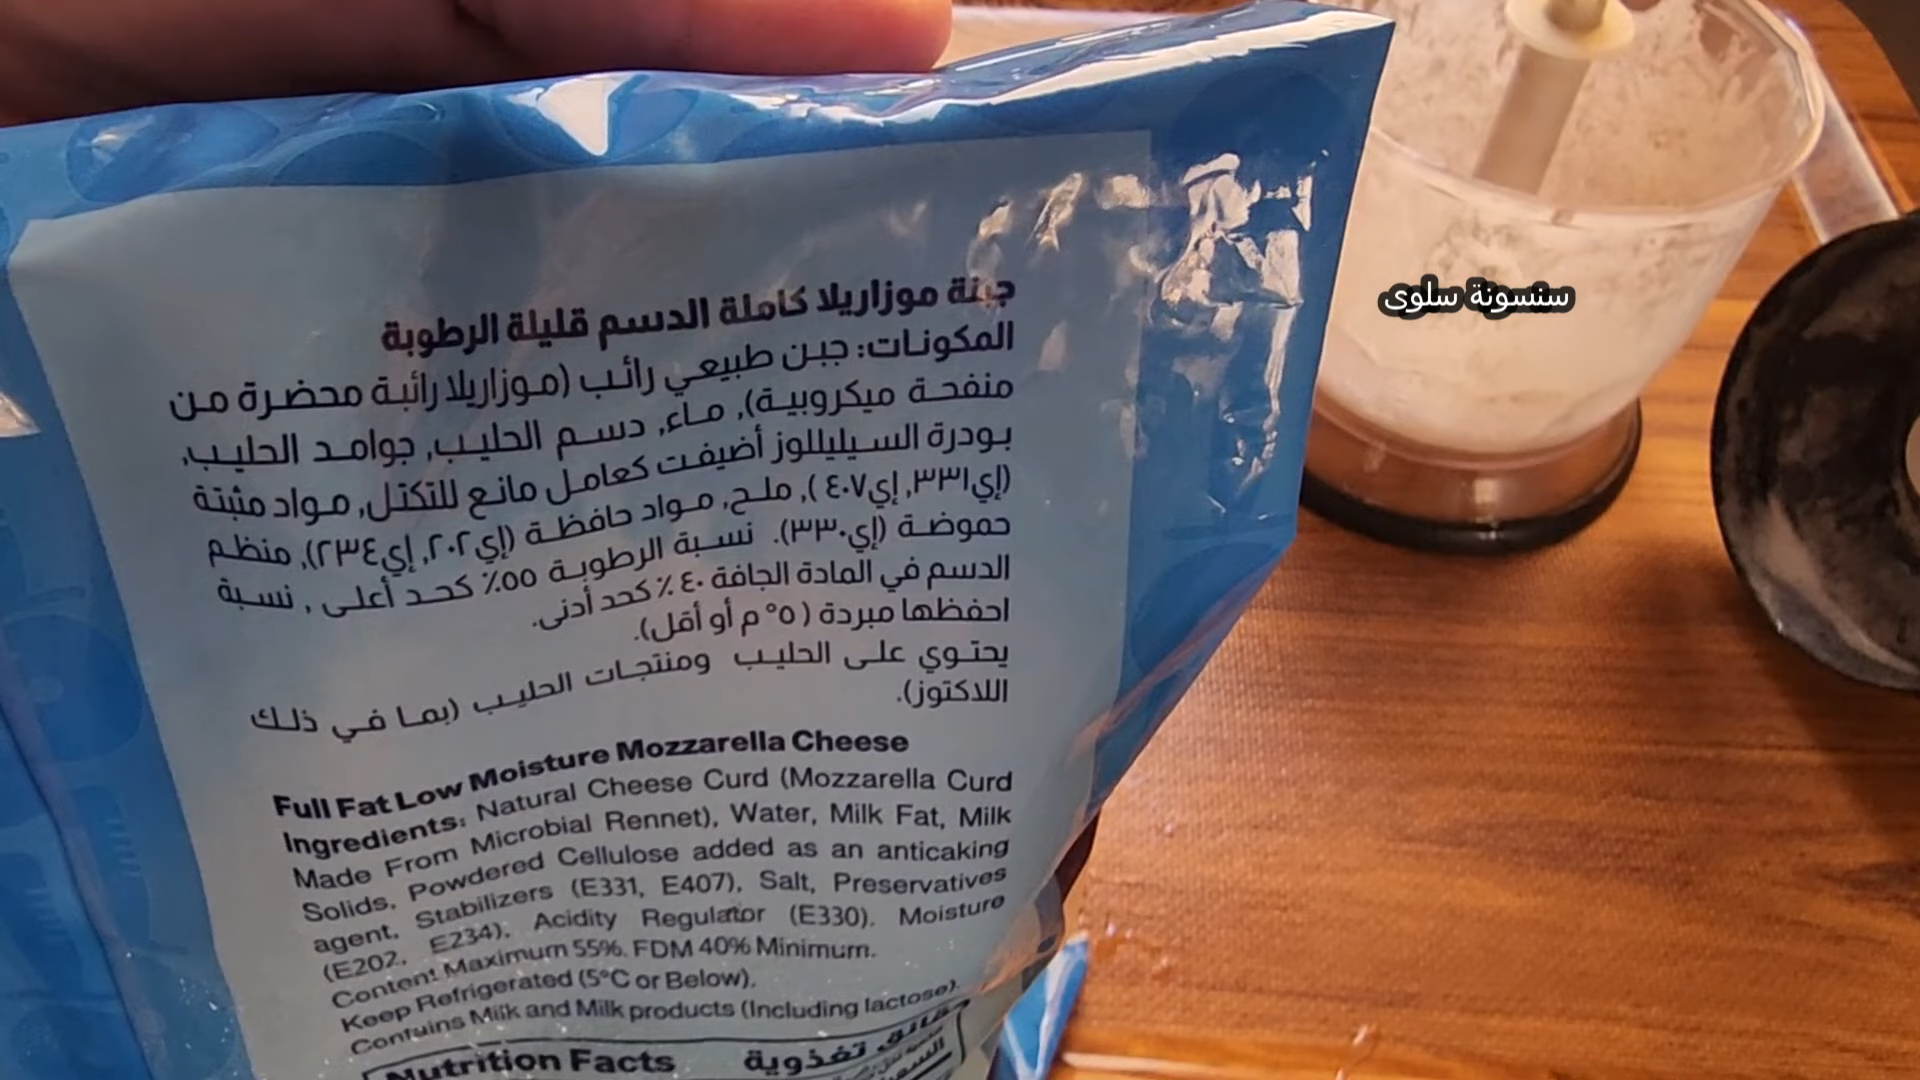 جبنة موزاريلا كاملة الدسم قليلة الرطوبة
المكونات: جبن طبيعي رائب (موزاريلا رائبة محضرة من
منفحة ميكروبية), ماء, دسم الحليب, جوامد الحليب,
بودرة السيليللوز أضيفت كعامل مانع للتكتل, مواد مثبتة
(إي٣٣١, إي٤٠٧ ), ملح, مواد حافظة (إي٢٠٢, إي٢٣٤), منظم
حموضة (إي٣٣٠). نسبة الرطوبة ٥٥٪ كحد أعلى , نسبة
الدسم في المادة الجافة ٤٠ ٪ كحد أدنى.
احفظها مبردة ( ٥° م أو أقل).
يحتوي على الحليب ومنتجات الحليب (بما في ذلك
اللاكتوز).
Full Fat Low Moisture Mozzarella Cheese
Ingredients: Natural Cheese Curd (Mozzarella Curd
Made From Microbial Rennet), Water, Milk Fat, Milk
Solids, Powdered Cellulose added as an anticaking
agent, Stabilizers (E331, E407), Salt, Preservatives
(E202, E234), Acidity Regulator (E330). Moisture
Content Maximum 55%. FDM 40% Minimum.
Keep Refrigerated (5°C or Below).
Contains Milk and Milk products (Including lactose).
Nutrition Facts حقائق تغذوية
سنسونة سلوى